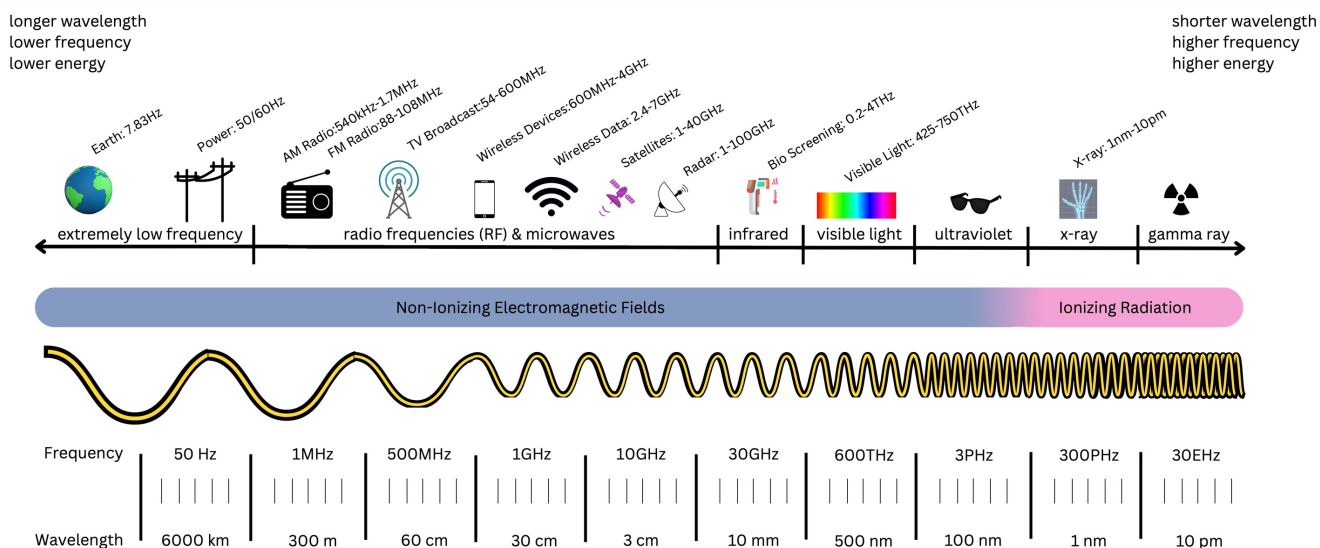 longer wavelength
lower frequency
lower energy
shorter wavelength
higher frequency
higher energy
Earth: 7.83Hz
Power: 50/60Hz
AM Radio:540kHz-1.7MHz
FM Radio:88-108MHz
TV Broadcast:54-600MHz
Wireless Devices:600MHz-4GHz
Wireless Data: 2.4-7GHz
Satellites: 1-40GHz
Radar: 1-100GHz
Bio Screening: 0.2-4THz
Visible Light: 425-750THz
X-ray: 1nm-10pm
extremely low frequency radio frequencies (RF) & microwaves infrared visible light ultraviolet x-ray gamma ray
Non-Ionizing Electromagnetic Fields Ionizing Radiation
Frequency 50 Hz 1MHz 500MHz 1GHz 10GHz 30GHz 600THz 3PHz 300PHz 30EHz
Wavelength 6000 km 300 m 60 cm 30 cm 3 cm 10 mm 500 nm 100 nm 1 nm 10 pm